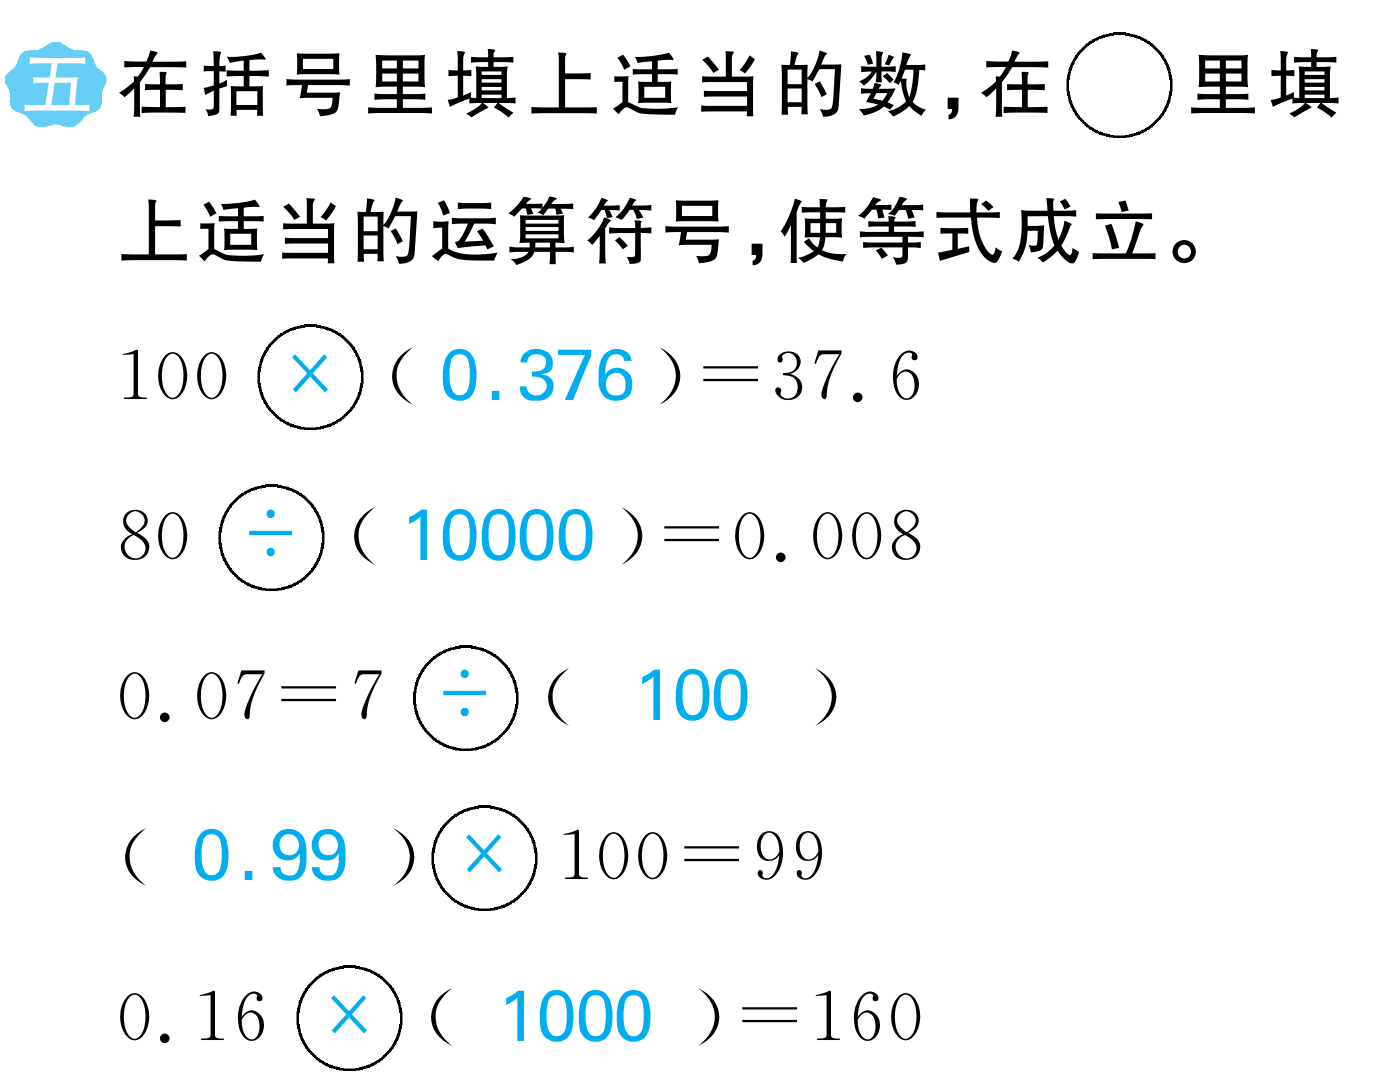 五 在括号里填上适当的数,在○里填
上适当的运算符号,使等式成立。
100 × ( 0.376 )=37.6
80 ÷ ( 10000 )=0.008
0.07=7 ÷ ( 100 )
( 0.99 ) × 100=99
0.16 × ( 1000 )=160